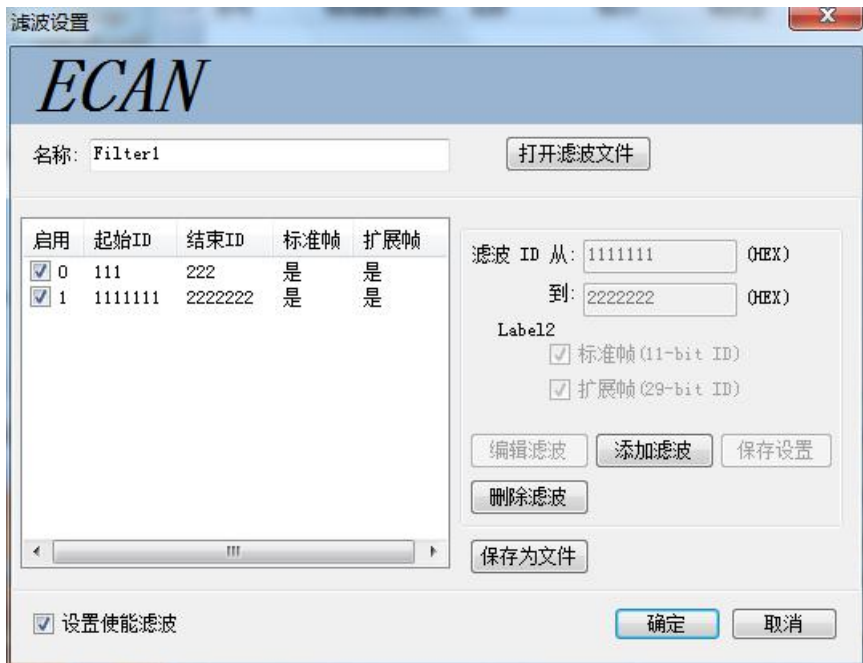 滤波设置
ECAN
名称: Filter1
打开滤波文件
启用 起始ID 结束ID 标准帧 扩展帧
0 111 222 是 是
1 1111111 2222222 是 是
滤波 ID 从: 1111111 (HEX)
到: 2222222 (HEX)
Label2
标准帧(11-bit ID)
扩展帧(29-bit ID)
编辑滤波 添加滤波 保存设置
删除滤波
保存为文件
设置使能滤波
确定 取消